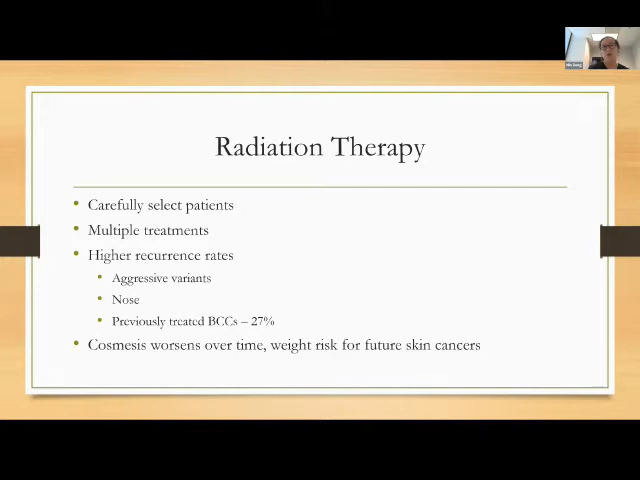 Radiation Therapy
Carefully select patients
Multiple treatments
Higher recurrence rates
Aggressive variants
Nose
Previously treated BCCs – 27%
Cosmesis worsens over time, weight risk for future skin cancers